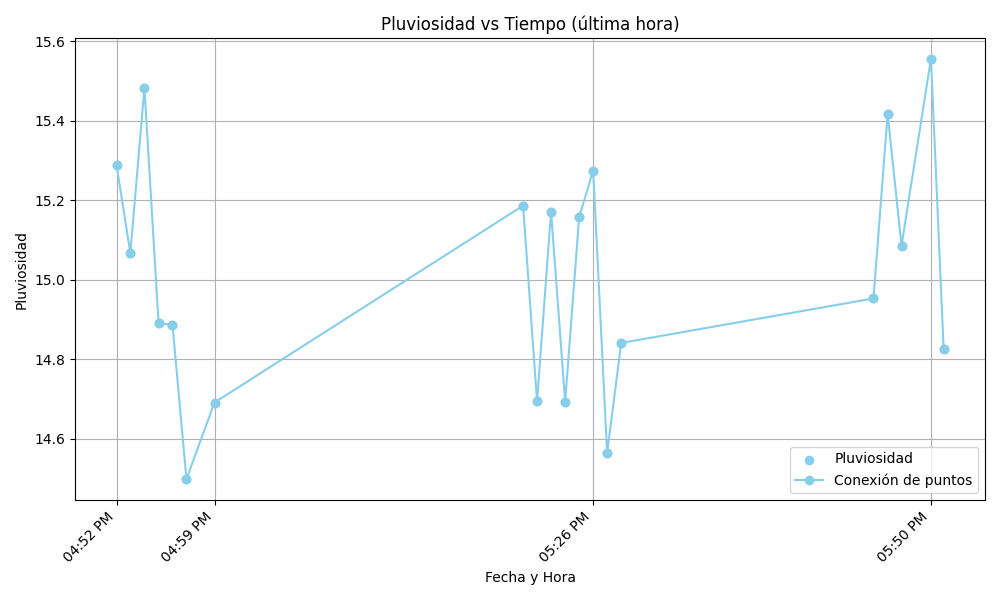 Pluviosidad vs Tiempo (última hora)
15.6
15.4
15.2
15.0
14.8
14.6
Pluviosidad
Pluviosidad
Conexión de puntos
04:52 PM
04:59 PM
05:26 PM
05:50 PM
Fecha y Hora